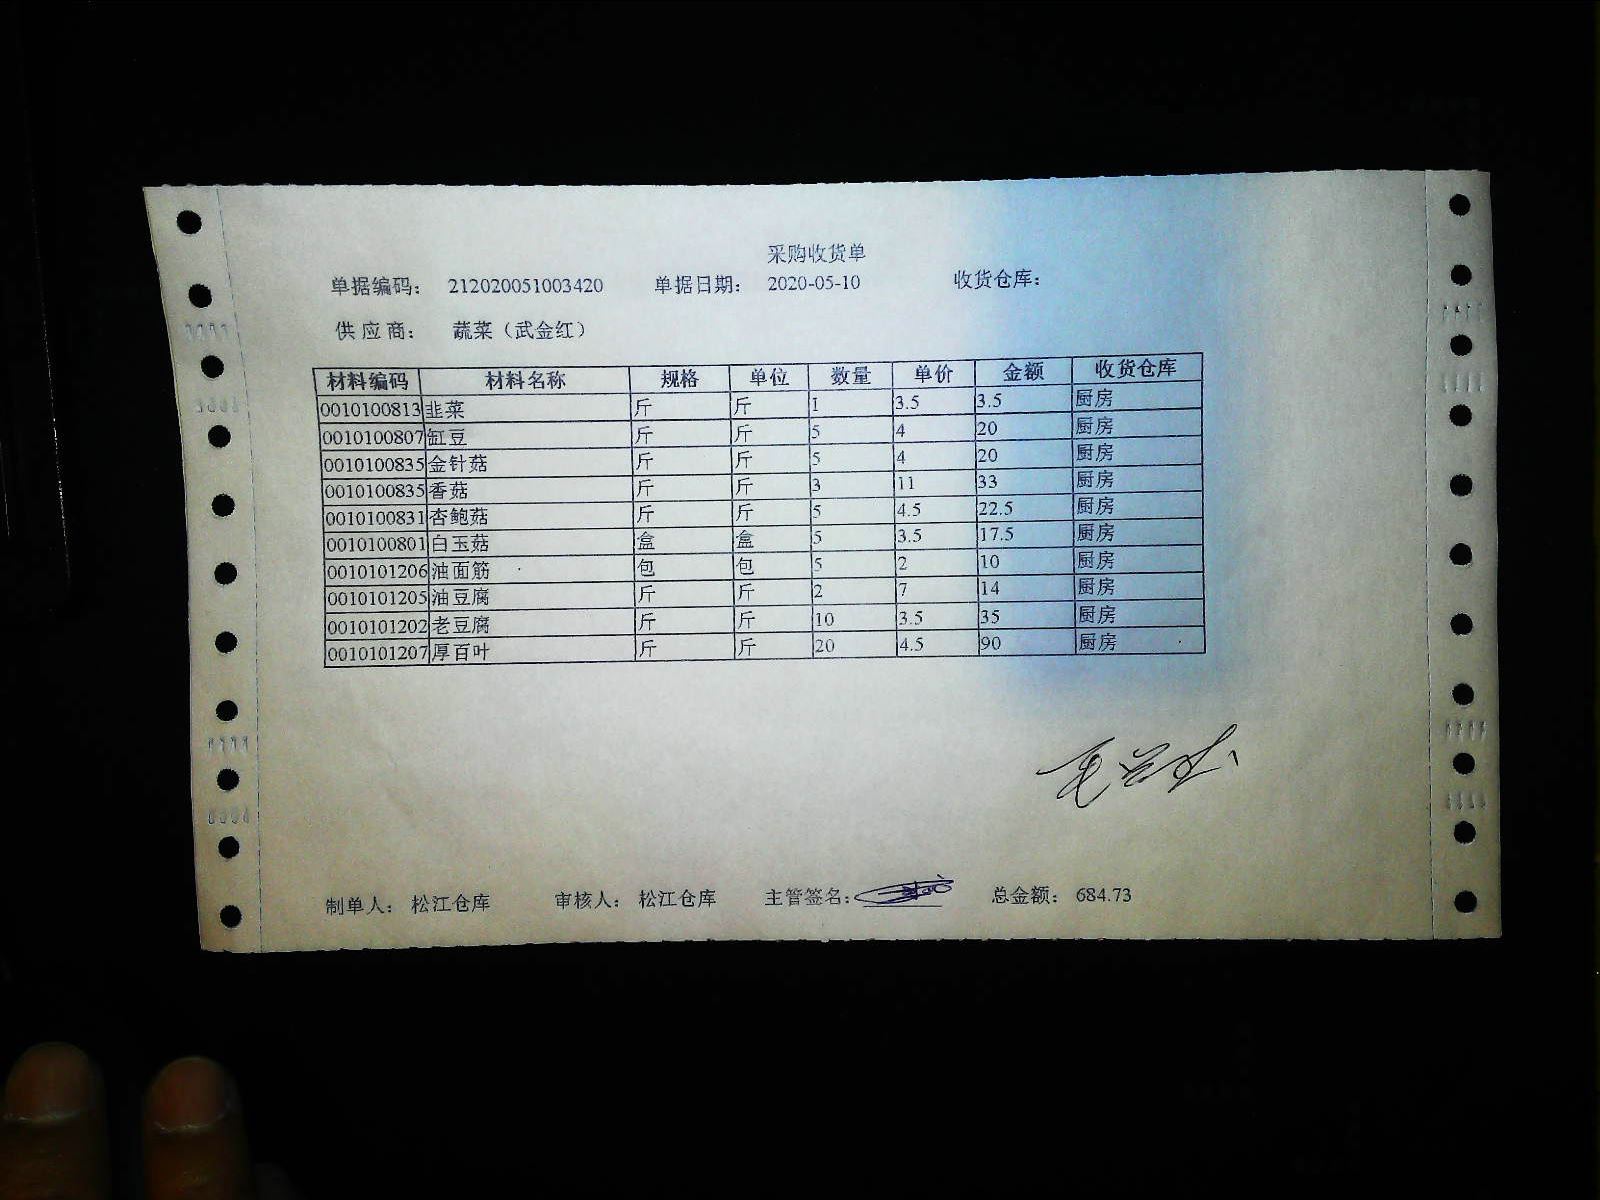 采购收货单
单据编码： 212020051003420 单据日期： 2020-05-10 收货仓库：
供 应 商： 蔬菜（武金红）
材料编码 材料名称 规格 单位 数量 单价 金额 收货仓库
0010100813 韭菜 斤 斤 1 3.5 3.5 厨房
0010100807 缸豆 斤 斤 5 4 20 厨房
0010100835 金针菇 斤 斤 5 4 20 厨房
0010100835 香菇 斤 斤 3 11 33 厨房
0010100831 杏鲍菇 斤 斤 5 4.5 22.5 厨房
0010100801 白玉菇 盒 盒 5 3.5 17.5 厨房
0010101206 油面筋 包 包 5 2 10 厨房
0010101205 油豆腐 斤 斤 2 7 14 厨房
0010101202 老豆腐 斤 斤 10 3.5 35 厨房
0010101207 厚百叶 斤 斤 20 4.5 90 厨房
制单人： 松江仓库 审核人： 松江仓库 主管签名： 总金额： 684.73